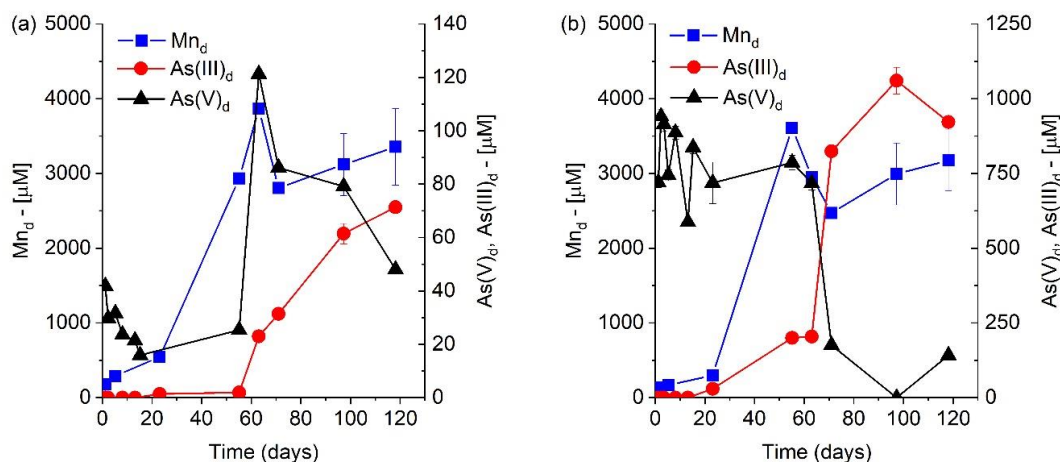 (a)
Mn_d
As(III)_d
As(V)_d
Mn_d - [µM]
5000
4000
3000
2000
1000
0
140
120
100
80
60
40
20
0
As(V)_d, As(III)_d - [µM]
0 20 40 60 80 100 120
Time (days)
(b)
Mn_d
As(III)_d
As(V)_d
Mn_d - [µM]
5000
4000
3000
2000
1000
0
1250
1000
750
500
250
0
As(V)_d, As(III)_d - [µM]
0 20 40 60 80 100 120
Time (days)